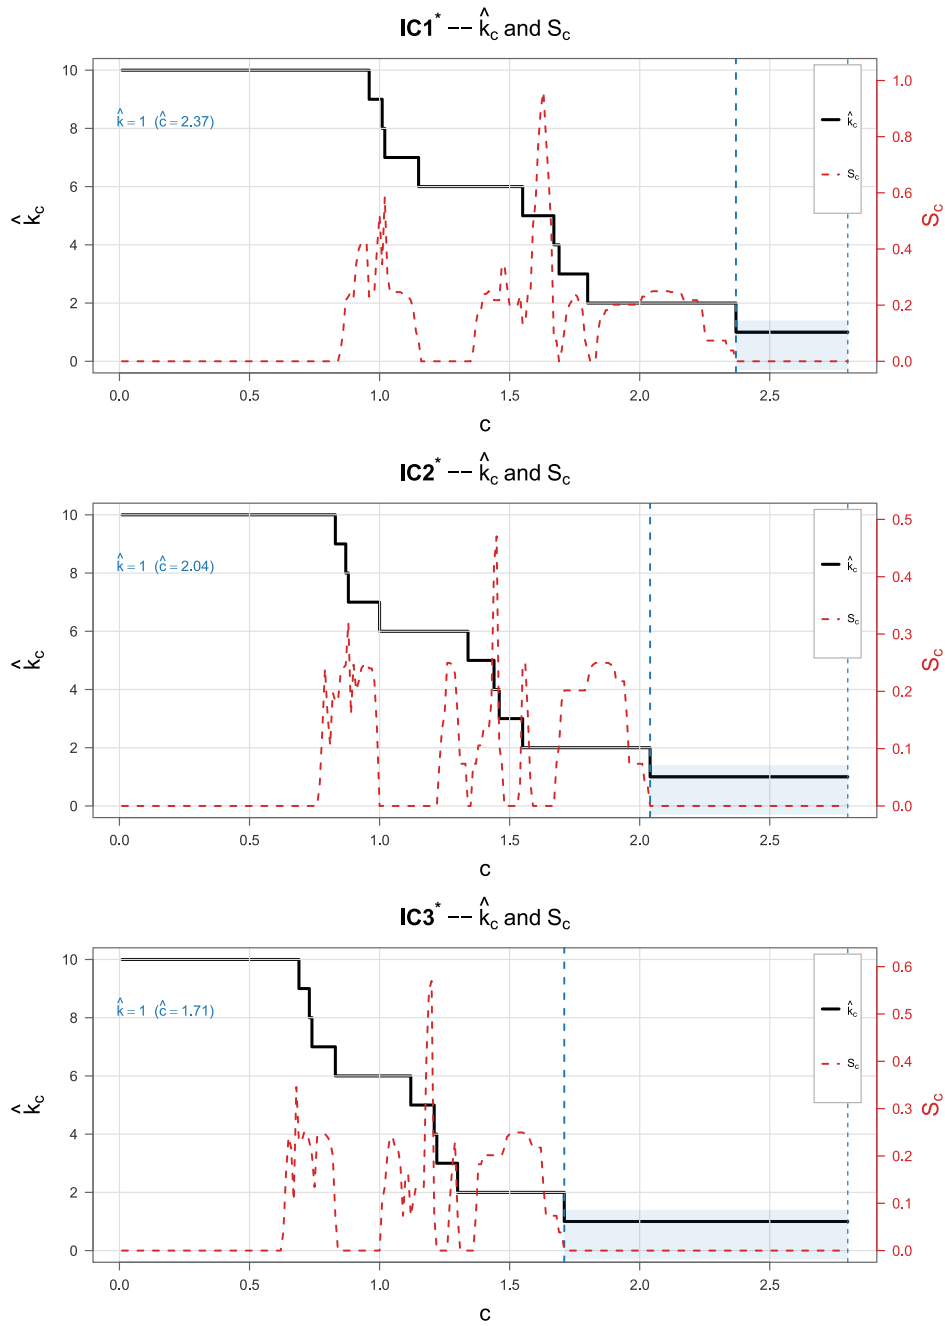 IC1* –– k̂c and Sc
10
8
6
4
2
0
k̂c
k̂ = 1 (ĉ = 2.37)
k̂c
Sc
1.0
0.8
0.6
0.4
0.2
0.0
Sc
0.0 0.5 1.0 1.5 2.0 2.5
c
IC2* –– k̂c and Sc
10
8
6
4
2
0
k̂c
k̂ = 1 (ĉ = 2.04)
k̂c
Sc
0.5
0.4
0.3
0.2
0.1
0.0
Sc
0.0 0.5 1.0 1.5 2.0 2.5
c
IC3* –– k̂c and Sc
10
8
6
4
2
0
k̂c
k̂ = 1 (ĉ = 1.71)
k̂c
Sc
0.6
0.5
0.4
0.3
0.2
0.1
0.0
Sc
0.0 0.5 1.0 1.5 2.0 2.5
c